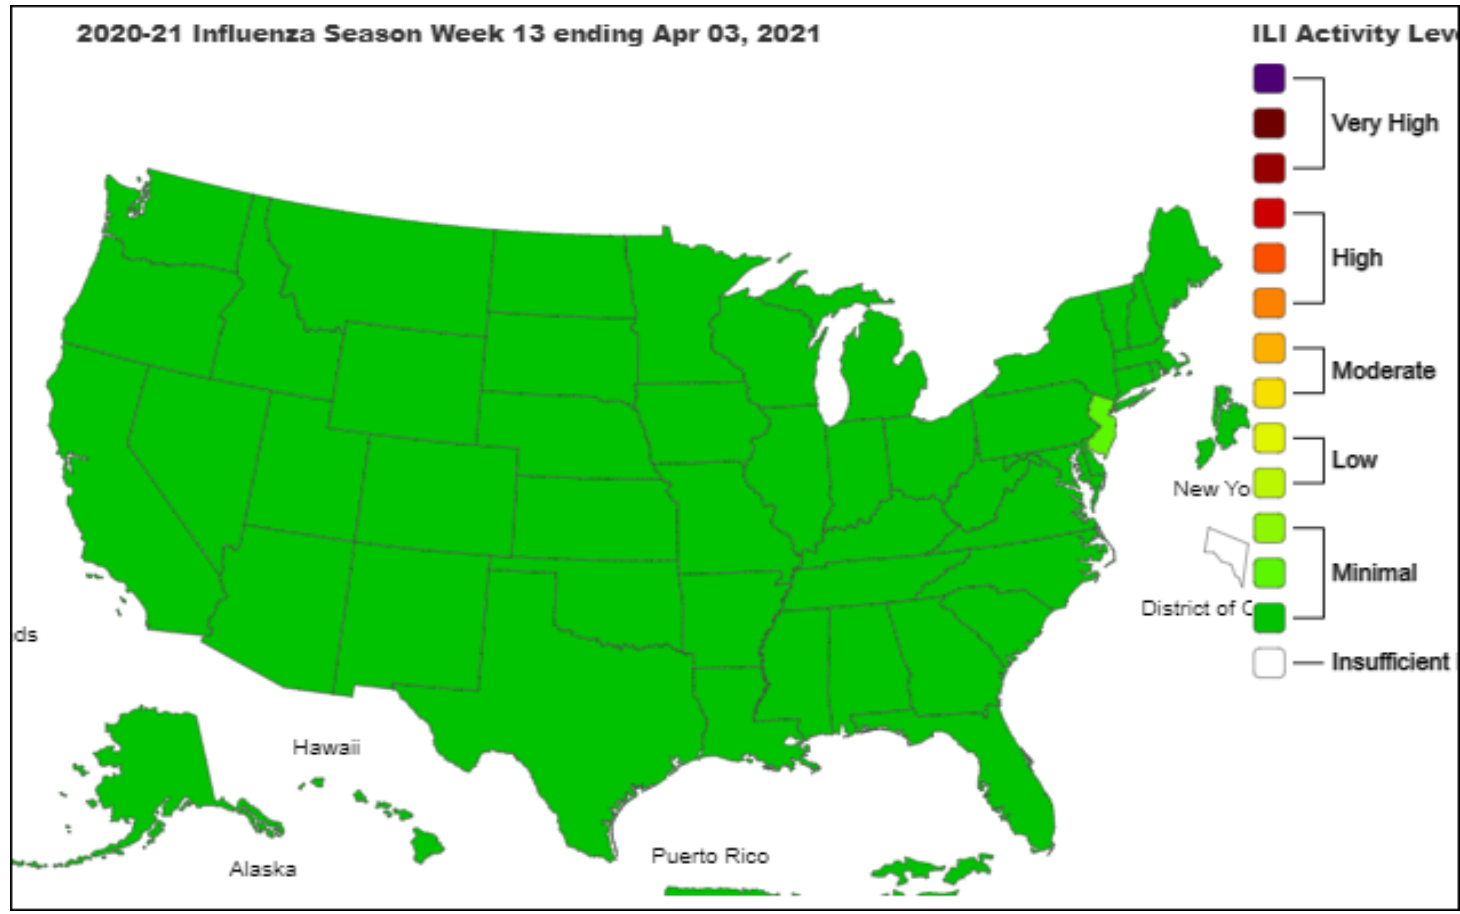 2020-21 Influenza Season Week 13 ending Apr 03, 2021
ILI Activity Leve
Very High
High
Moderate
Low
New Yo
Minimal
District of C
ds
Insufficient
Hawaii
Puerto Rico
Alaska